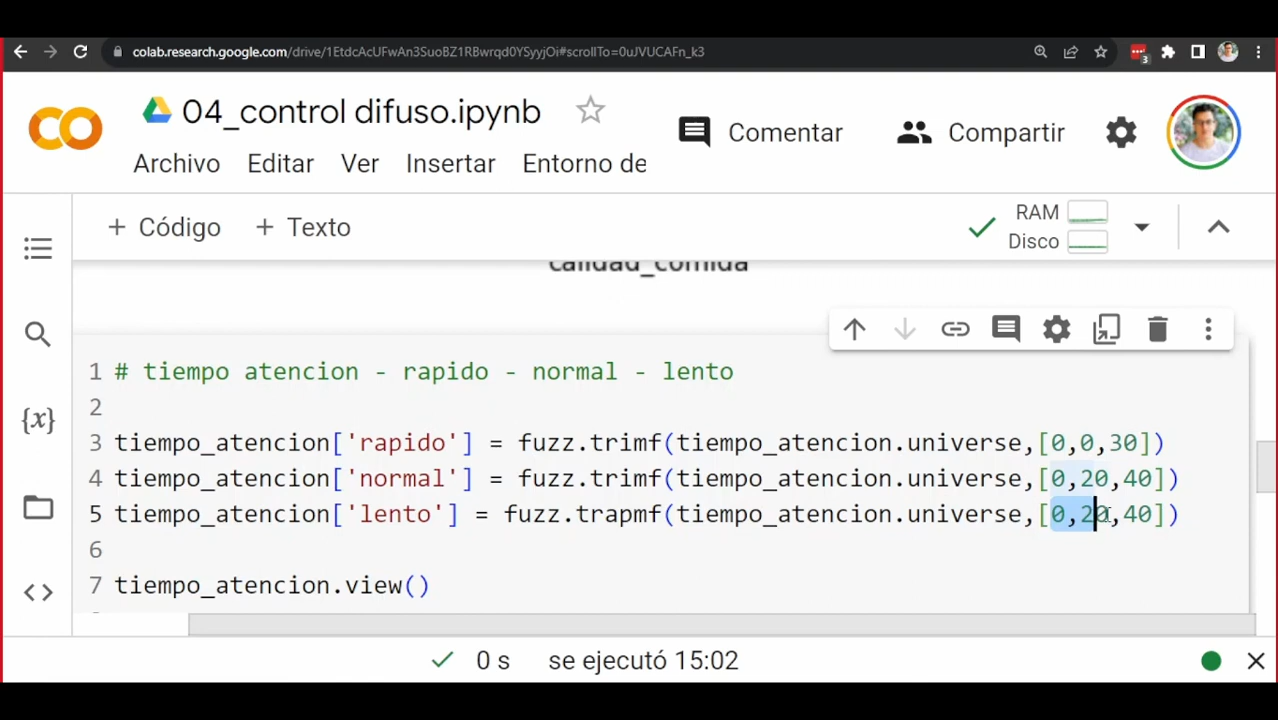 colab.research.google.com/drive/1EtdcAcUFwAn3SuoBZ1RBwrqd0YSyyjOi#scrollTo=0uJVUCAFn_k3
3
04_control difuso.ipynb
Comentar
Compartir
Archivo Editar Ver Insertar Entorno de
+ Código + Texto
RAM
Disco
calidad_comida
1 # tiempo atencion - rapido - normal - lento
2
3 tiempo_atencion['rapido'] = fuzz.trimf(tiempo_atencion.universe,[0,0,30])
4 tiempo_atencion['normal'] = fuzz.trimf(tiempo_atencion.universe,[0,20,40])
5 tiempo_atencion['lento'] = fuzz.trapmf(tiempo_atencion.universe,[0,20,40])
6
7 tiempo_atencion.view()
{x}
0 s se ejecutó 15:02